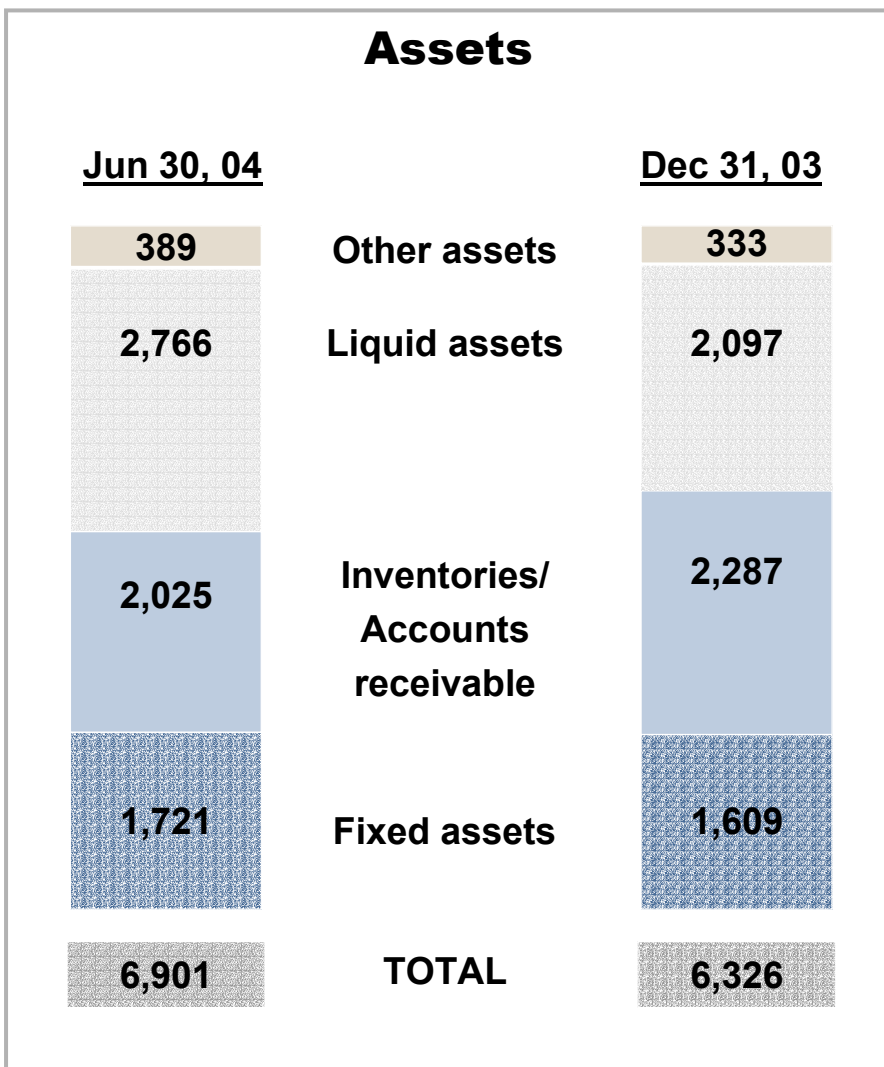 Assets
Jun 30, 04 Dec 31, 03
389 Other assets 333
2,766 Liquid assets 2,097
2,025 Inventories/ 2,287
Accounts
receivable
1,721 Fixed assets 1,609
6,901 TOTAL 6,326